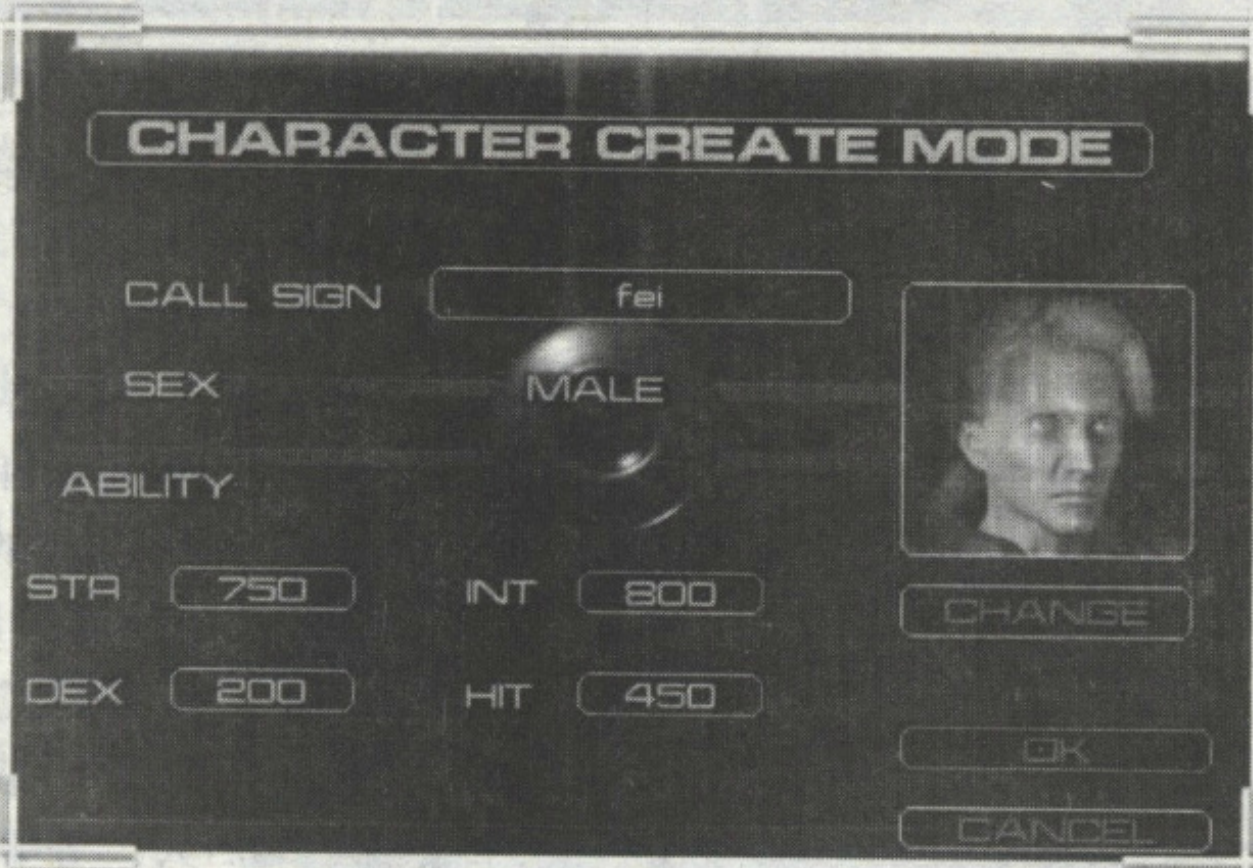 CHARACTER CREATE MODE
CALL SIGN fei
SEX MALE
ABILITY
STR 750 INT 800
CHANGE
DEX 200 HIT 450
OK
CANCEL